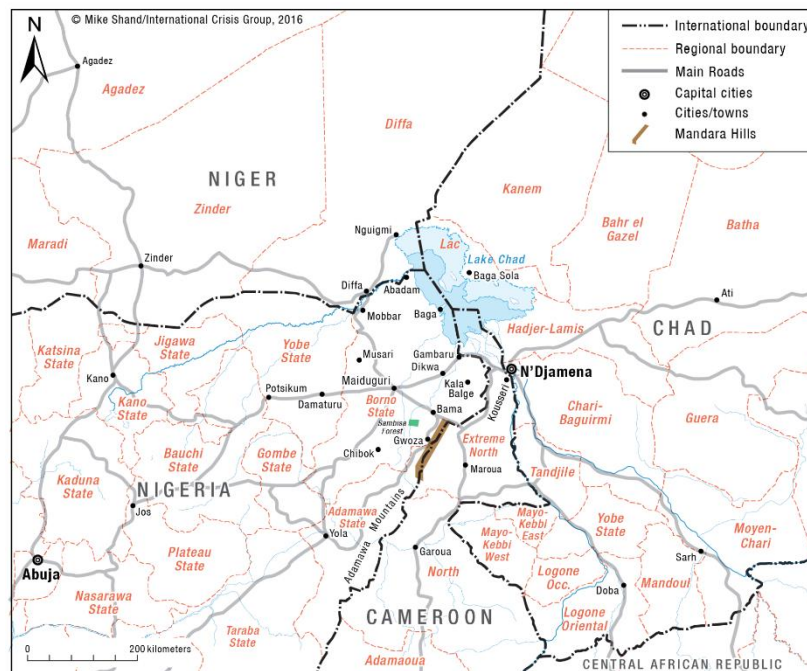 © Mike Shand/International Crisis Group, 2016
International boundary
Regional boundary
Main Roads
Capital cities
Cities/towns
Mandara Hills
N
Agadez
Agadez
Diffa
NIGER
Kanem
Zinder
Bahr el
Gazel
Batha
Maradi
Nguigmi
Lác
Lake Chad
Zinder
Baga Sola
Diffa
Abadam
Ati
Mobbar
Baga
Hadjer-Lamis
CHAD
Katsina
State
Jigawa
State
Yobe
State
Musari
Gambaru
Dikwa
N'Djamena
Kano
Kano
State
Potsikum
Maiduguri
Kala
Balge
Kousseri
Damaturu
Borno
State
Bama
Chari-
Baguirmi
Guera
Sambisa
Forest
Bauchi
State
Gombe
State
Gwoza
Extreme
North
Chibok
Maroua
Tandjile
Kaduna
State
NIGERIA
Jos
Adamawa
State
Adamawa Mountains
Yola
Mayo-
Kebbi
East
Yobe
State
Moyen-
Chari
Mayo-
Kebbi
West
Plateau
State
Garoua
Sarh
Abuja
North
Logone
Occ.
Mandoul
Doba
Nasarawa
State
CAMEROON
Logone
Oriental
Taraba
State
0 200 kilometers
Adamaoua
CENTRAL AFRICAN REPUBLIC